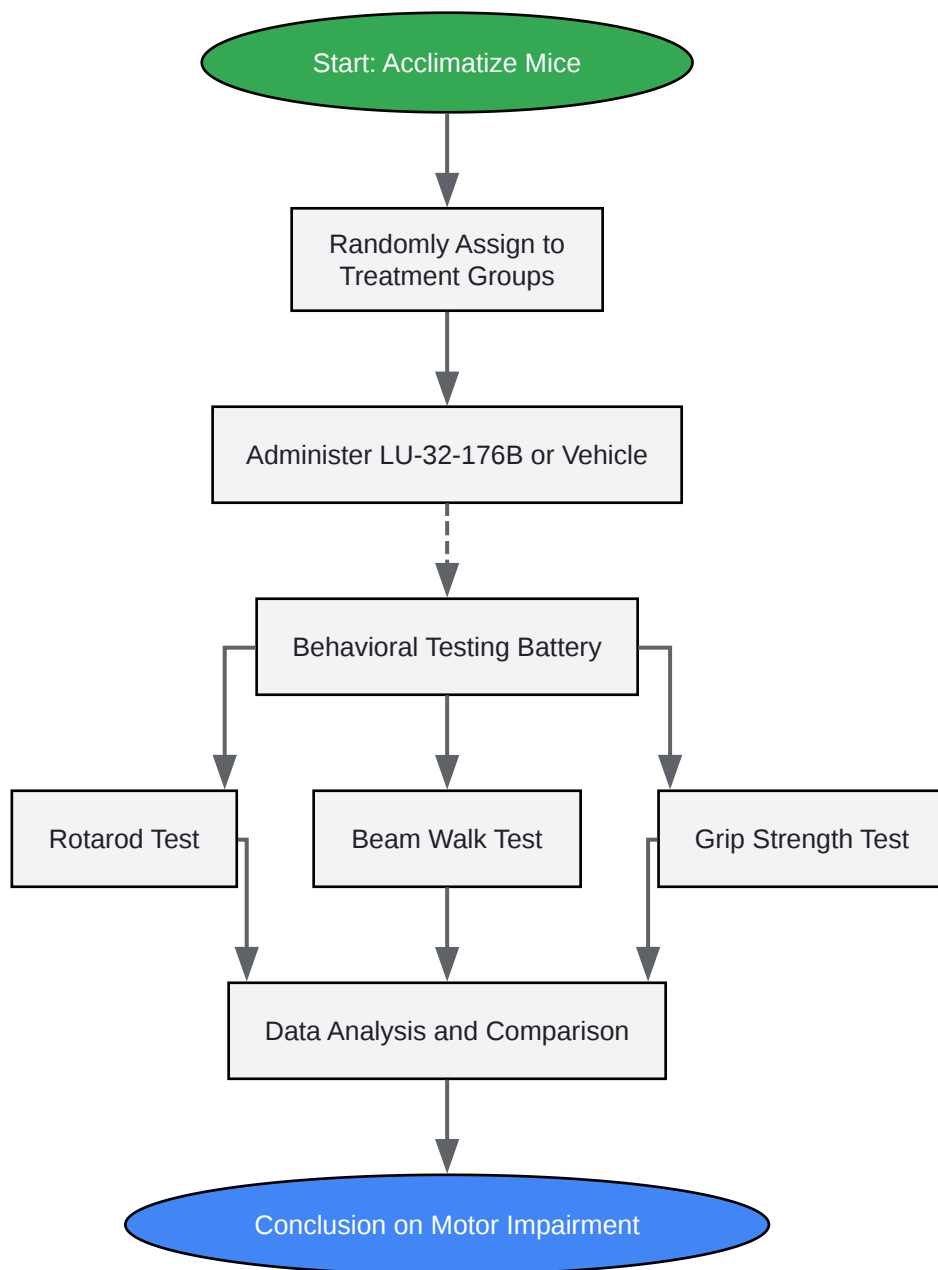 Start: Acclimatize Mice
Randomly Assign to
Treatment Groups
Administer LU-32-176B or Vehicle
Behavioral Testing Battery
Rotarod Test
Beam Walk Test
Grip Strength Test
Data Analysis and Comparison
Conclusion on Motor Impairment